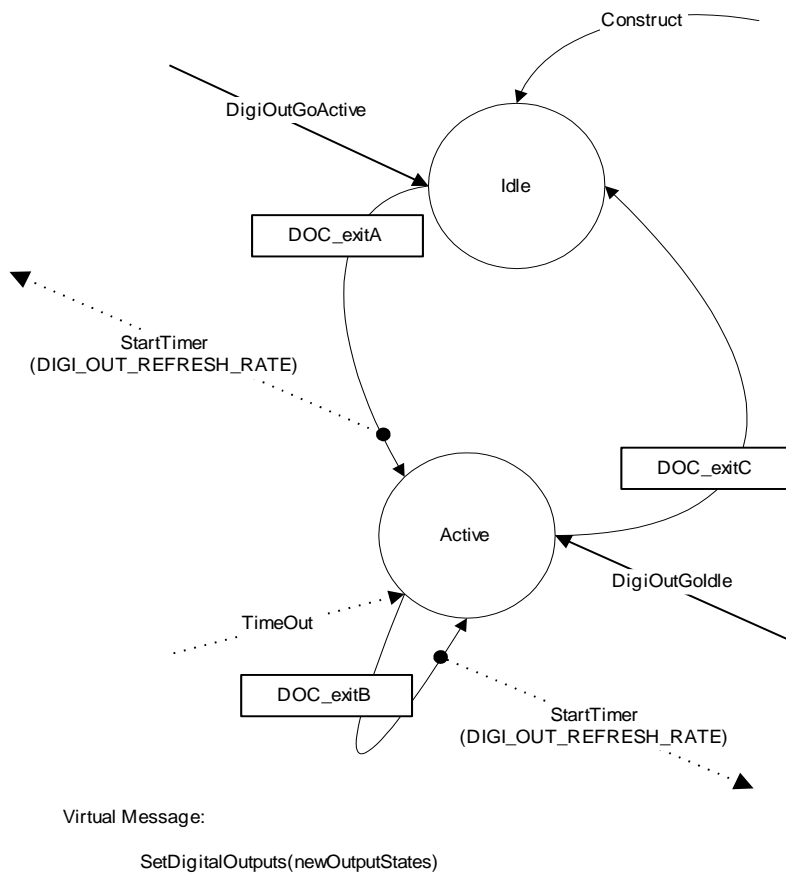 Construct
DigiOutGoActive
Idle
DOC_exitA
StartTimer
(DIGI_OUT_REFRESH_RATE)
DOC_exitC
Active
DigiOutGoIdle
TimeOut
DOC_exitB
StartTimer
(DIGI_OUT_REFRESH_RATE)
Virtual Message:
SetDigitalOutputs(newOutputStates)